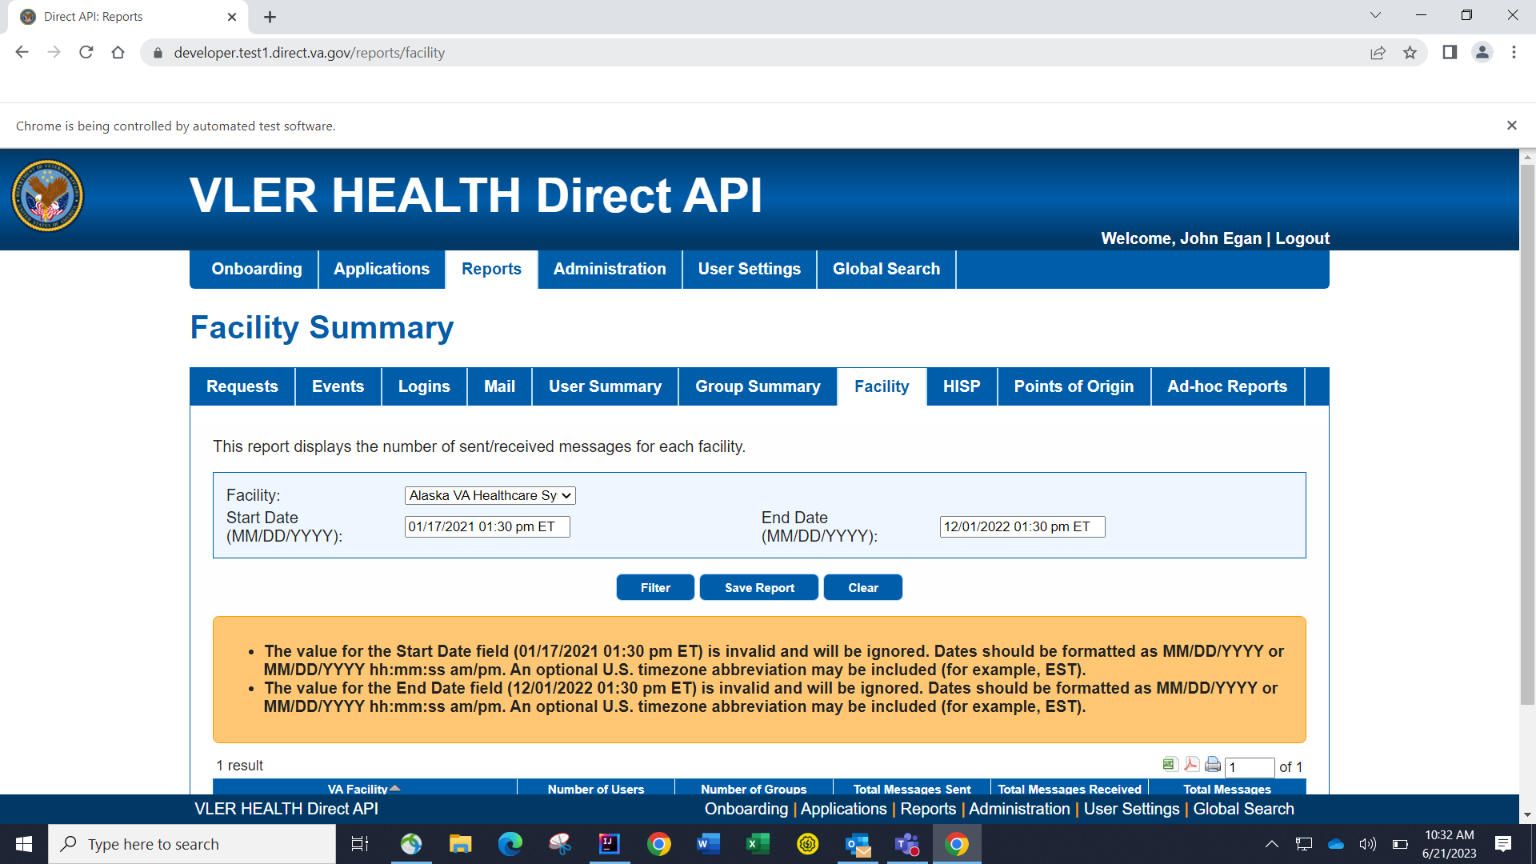 Direct API: Reports
developer.test1.direct.va.gov/reports/facility
Chrome is being controlled by automated test software.
VLER HEALTH Direct API
Welcome, John Egan | Logout
Onboarding Applications Reports Administration User Settings Global Search
Facility Summary
Requests Events Logins Mail User Summary Group Summary Facility HISP Points of Origin Ad-hoc Reports
This report displays the number of sent/received messages for each facility.
Facility: Alaska VA Healthcare Sy
Start Date
(MM/DD/YYYY): 01/17/2021 01:30 pm ET
End Date
(MM/DD/YYYY): 12/01/2022 01:30 pm ET
Filter Save Report Clear
• The value for the Start Date field (01/17/2021 01:30 pm ET) is invalid and will be ignored. Dates should be formatted as MM/DD/YYYY or
MM/DD/YYYY hh:mm:ss am/pm. An optional U.S. timezone abbreviation may be included (for example, EST).
• The value for the End Date field (12/01/2022 01:30 pm ET) is invalid and will be ignored. Dates should be formatted as MM/DD/YYYY or
MM/DD/YYYY hh:mm:ss am/pm. An optional U.S. timezone abbreviation may be included (for example, EST).
1 result 1 of 1
VA Facility Number of Users Number of Groups Total Messages Sent Total Messages Received Total Messages
VLER HEALTH Direct API Onboarding | Applications | Reports | Administration | User Settings | Global Search
Type here to search
10:32 AM
6/21/2023